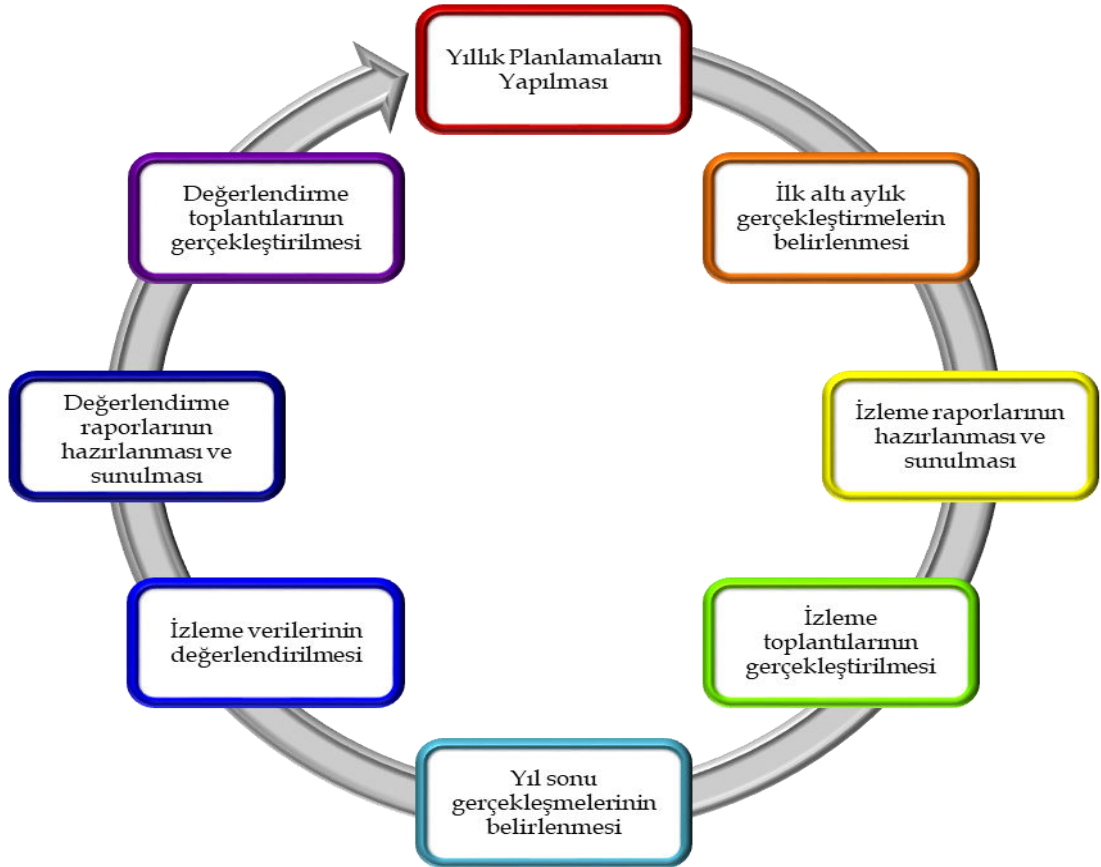 Yıllık Planlamaların
Yapılması
İlk altı aylık
gerçekleştirmelerin
belirlenmesi
İzleme raporlarının
hazırlanması ve
sunulması
İzleme
toplantılarının
gerçekleştirilmesi
Yıl sonu
gerçekleşmelerinin
belirlenmesi
İzleme verilerinin
değerlendirilmesi
Değerlendirme
raporlarının
hazırlanması ve
sunulması
Değerlendirme
toplantılarının
gerçekleştirilmesi